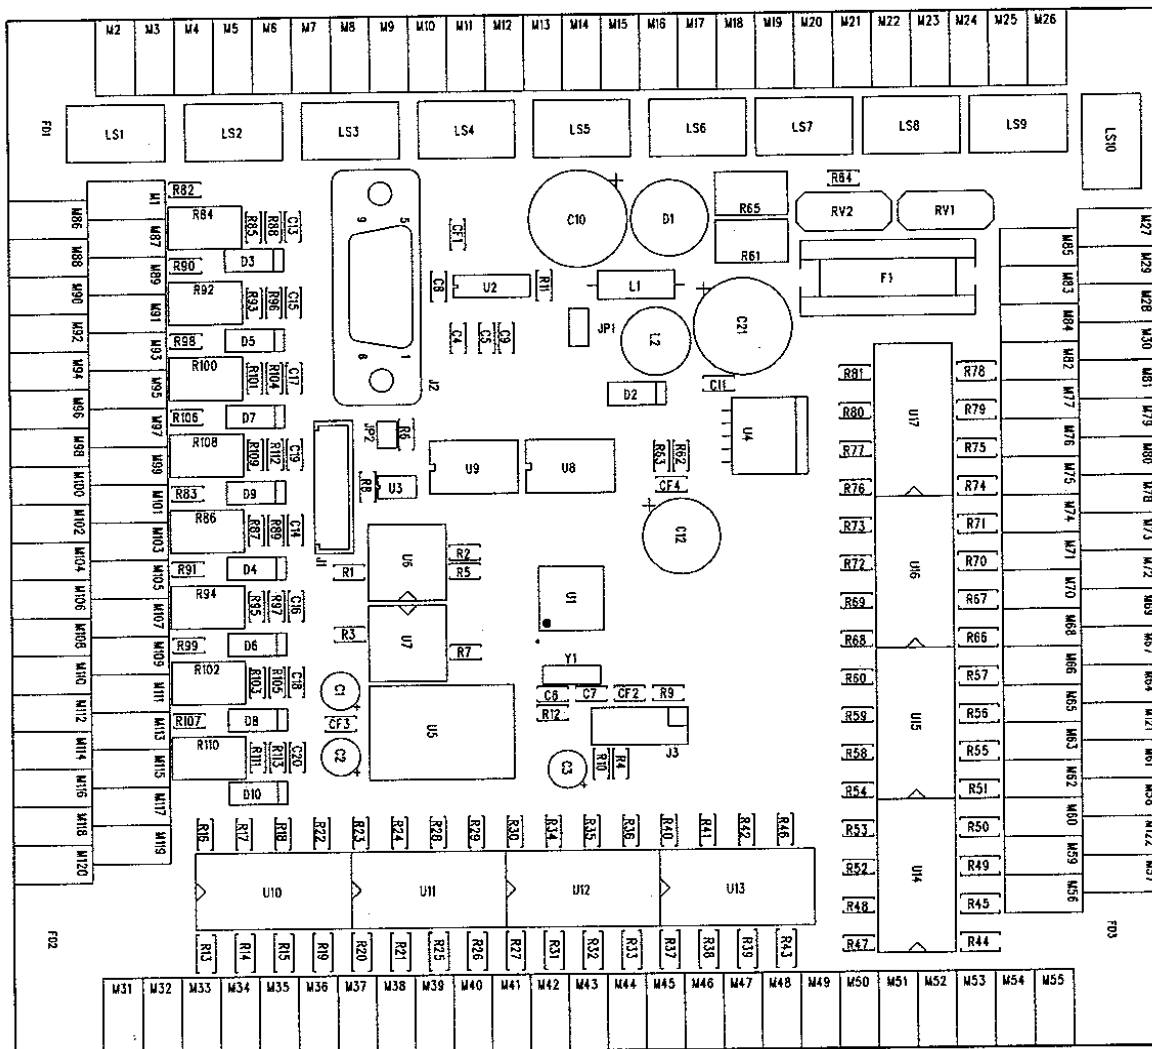 M2 M3 M4 M5 M6 M7 M8 M9 M10 M11 M12 M13 M14 M15 M16 M17 M18 M19 M20 M21 M22 M23 M24 M25 M26
FD1 LS1 LS2 LS3 LS4 LS5 LS6 LS7 LS8 LS9 LS10
M1 R82 R64
M86 R84 R85 R88 C13 9 5 CF1 C10 D1 R65 RV2 RV1 M27
M87 D3 R61 M85 M29
M88 M89 R90 C8 U2 R11 L1 F1 M83 M28
M90 R92 R93 R96 C15
M91 C4 C5 C9 JP1 L2 C21 M84 M30
M92 M93 R98 D5 6 1 J2 M82
M94 R100 R101 R104 C17 C11 R81 U17 R78 M81
M95 D2 M77
M96 R106 D7 R80 R79 M79
M97 JP2 R6 U4 M76
M98 R108 R109 R112 C19 U9 U8 R63 R62 R77 R75 M80
M99 R8 U3 CF4 M75
M100 R83 D9 R76 R74 M78
M101 M74
M102 R86 R87 R89 C14 C12 R73 R71 M73
M103 J1 U6 R2 M71
M104 R91 D4 R1 R5 R72 U16 R70 M72
M105 M70
M106 R94 R95 R97 C16 U1 R69 R67 M69
M107 M68
M108 R99 D6 R3 U7 R7 R68 R66 M67
M109 Y1 M66
M110 R102 R103 R105 C18 C1 C6 C7 CF2 R9 R60 R57 M64
M111 M65
M112 R107 D8 CF3 U5 R12 R59 U15 R56 M121
M113 M63
M114 R110 R111 R113 C20 C2 C3 R10 R4 J3 R58 R55 M61
M115 M62
M116 D10 R54 R51 M58
M117 M60
M118 R16 R17 R18 R22 R23 R24 R28 R29 R30 R34 R35 R36 R40 R41 R42 R46 R53 R50 M122
M119 M59
M120 U10 U11 U12 U13 R52 U14 R49 M57
M56
R48 R45
FD2 R13 R14 R15 R19 R20 R21 R25 R26 R27 R31 R32 R33 R37 R38 R39 R43 R47 R44 FD3
M31 M32 M33 M34 M35 M36 M37 M38 M39 M40 M41 M42 M43 M44 M45 M46 M47 M48 M49 M50 M51 M52 M53 M54 M55